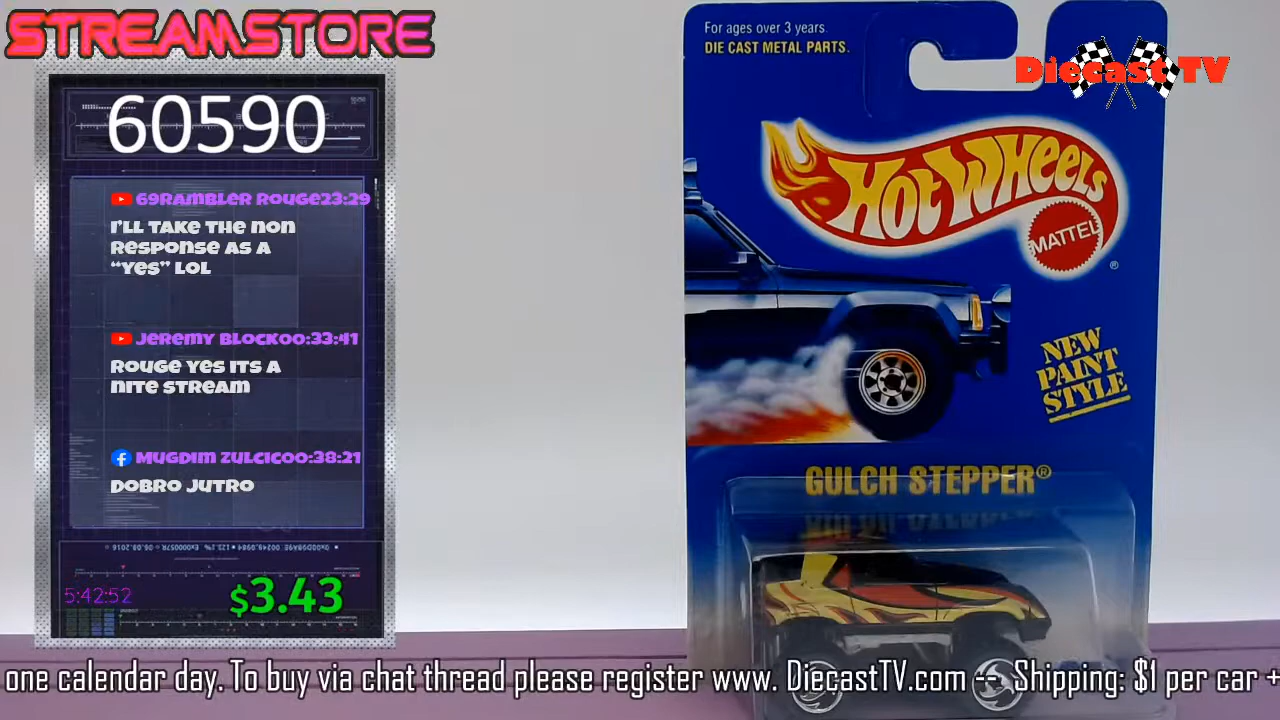 STREAMSTORE
60590
69Rambler Rouge23:29
I'll take the non
response as a
“yes” LOL
Jeremy Block00:33:41
Rouge yes its a
nite stream
Mugdim Zulcic00:38:21
Dobro jutro
5:42:52
$3.43
For ages over 3 years.
DIE CAST METAL PARTS.
Diecast TV
HOT WHEELS
MATTEL
®
NEW
PAINT
STYLE
GULCH STEPPER®
one calendar day. To buy via chat thread please register www. DiecastTV.com -- Shipping: $1 per car +